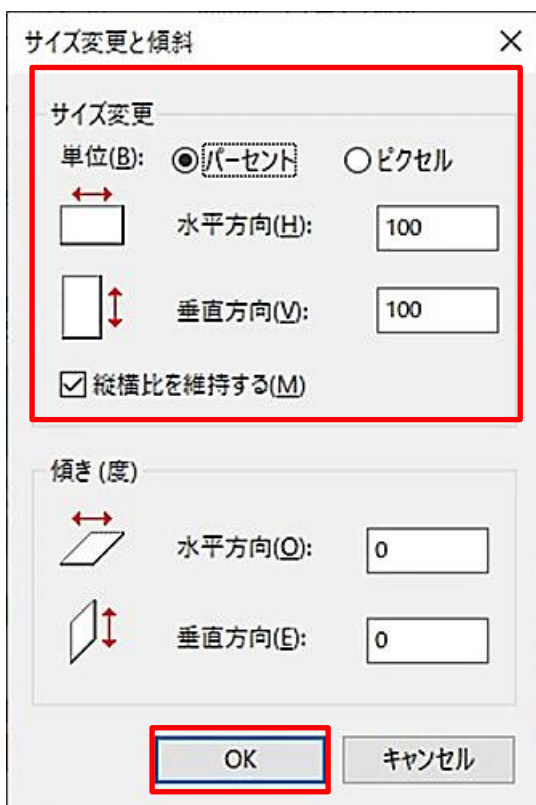 サイズ変更と傾斜
サイズ変更
単位(B): パーセント ピクセル
水平方向(H): 100
垂直方向(V): 100
縦横比を維持する(M)
傾き (度)
水平方向(O): 0
垂直方向(E): 0
OK キャンセル